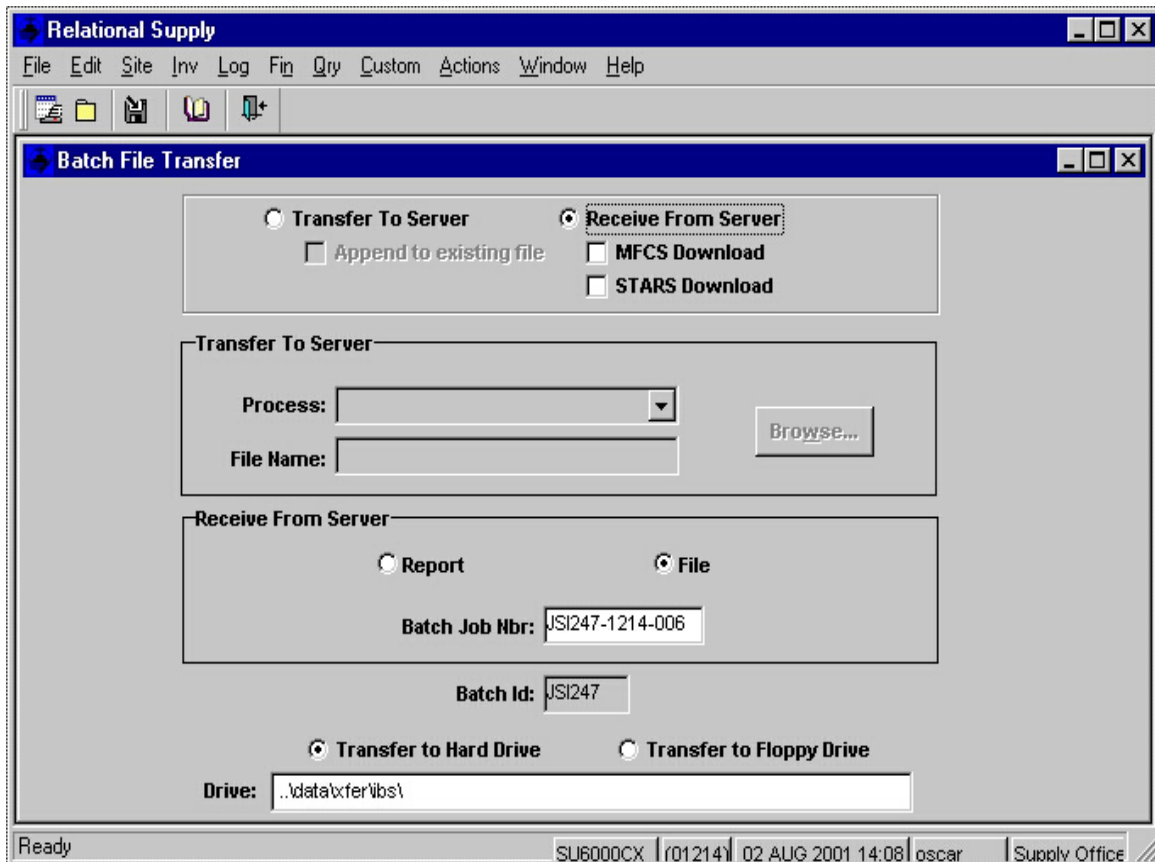 Relational Supply
File Edit Site Inv Log Fin Qry Custom Actions Window Help
Batch File Transfer
Transfer To Server Receive From Server
Append to existing file MFCS Download
STARS Download
Transfer To Server
Process:
Browse...
File Name:
Receive From Server
Report File
Batch Job Nbr: JSI247-1214-006
Batch Id: JSI247
Transfer to Hard Drive Transfer to Floppy Drive
Drive: ..\data\xfer\ibs\
Ready SU6000CX (01214) 02 AUG 2001 14:08 oscar Supply Office